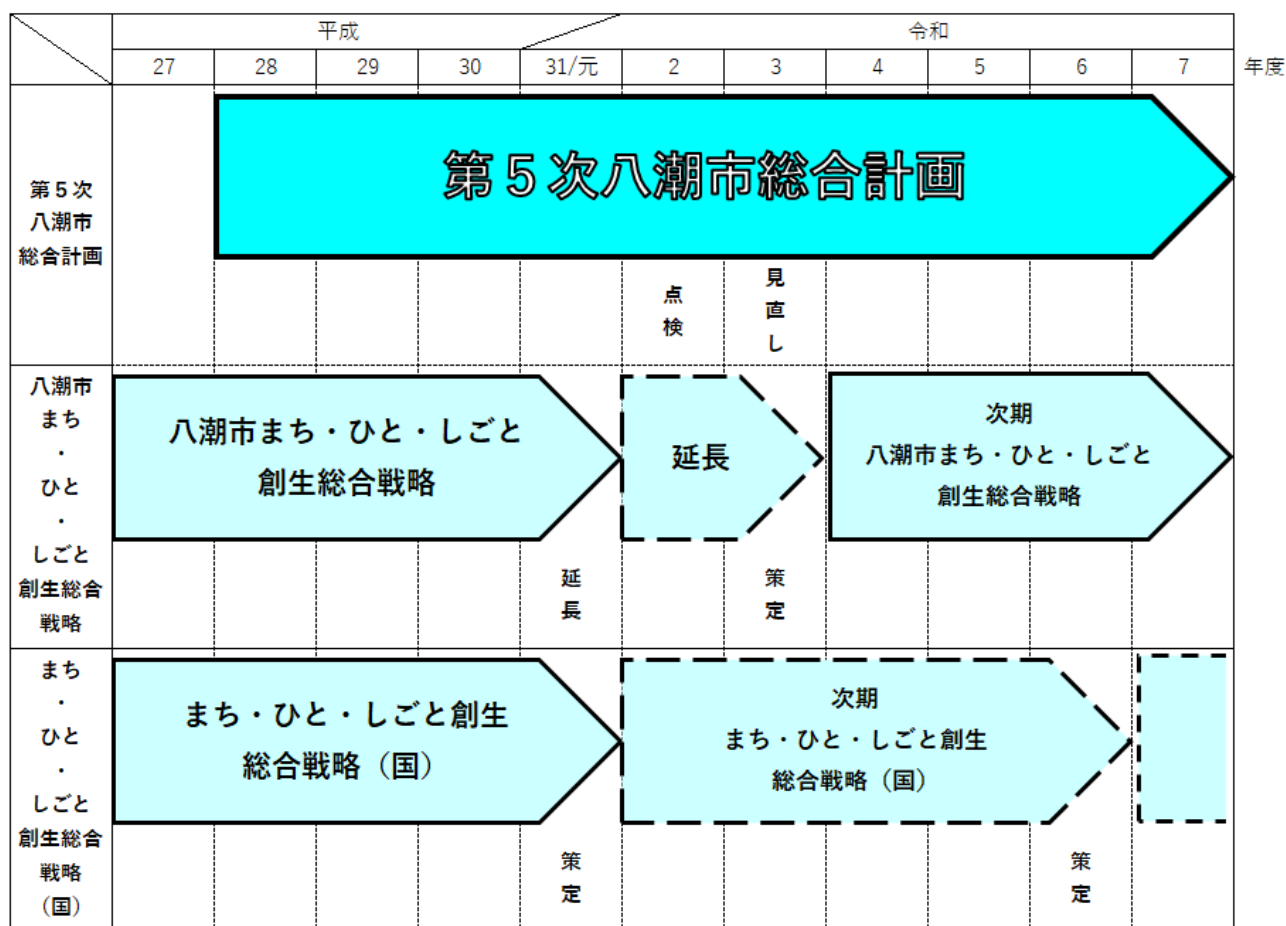 平成
令和
27
28
29
30
31/元
2
3
4
5
6
7
年度
第５次
八潮市
総合計画
第５次八潮市総合計画
点検
見直し
八潮市
まち
・
ひと
・
しごと
創生総合
戦略
八潮市まち・ひと・しごと
創生総合戦略
延長
次期
八潮市まち・ひと・しごと
創生総合戦略
延長
策定
まち
・
ひと
・
しごと
創生総合
戦略
（国）
まち・ひと・しごと創生
総合戦略（国）
次期
まち・ひと・しごと創生
総合戦略（国）
策定
策定